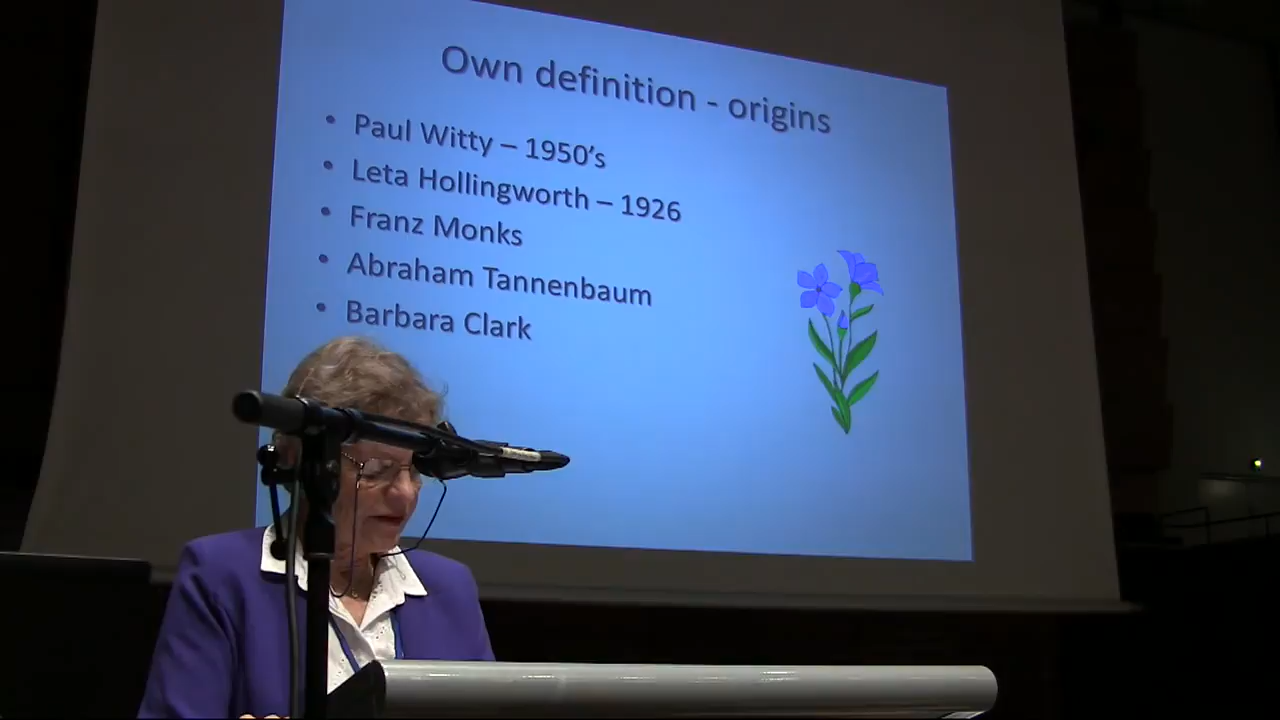 Own definition - origins
• Paul Witty – 1950's
• Leta Hollingworth – 1926
• Franz Monks
• Abraham Tannenbaum
• Barbara Clark